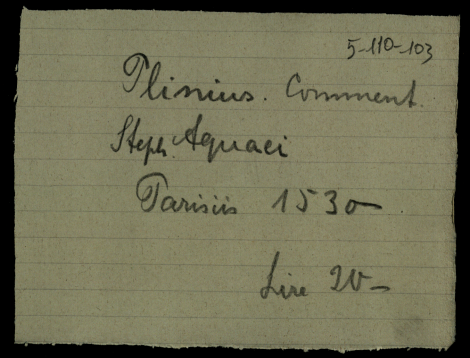 5-110-103
Plinius. Comment.
Steph. Aquaei
Parisiis 1530
Lire 20-